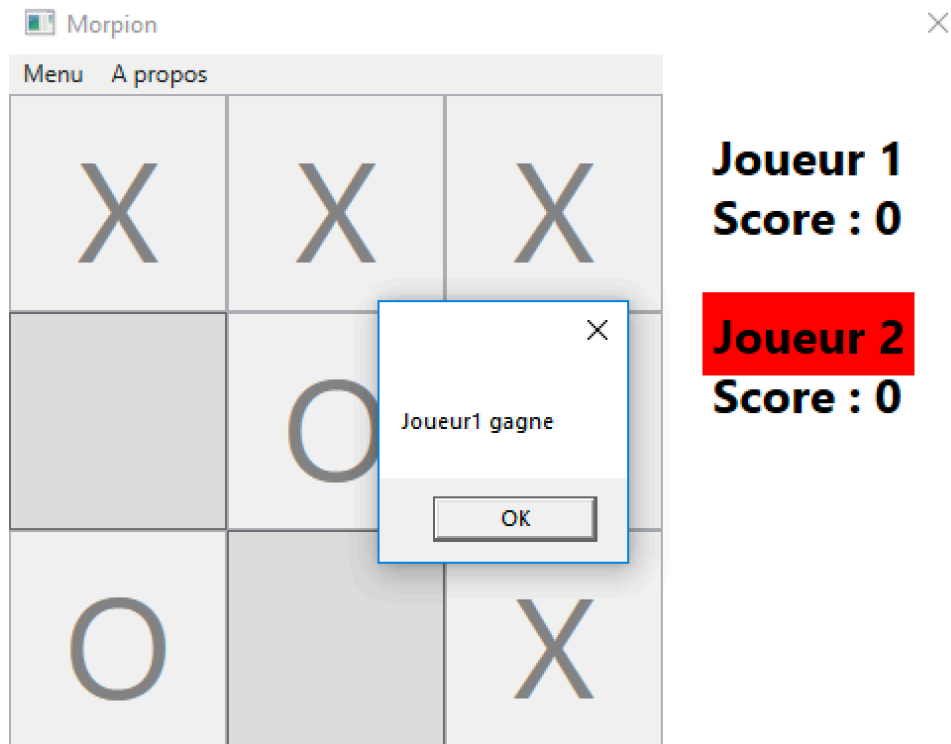 Morpion
Menu A propos
X X X
Joueur 1
Score : 0
Joueur 2
Score : 0
O
Joueur1 gagne
OK
O X